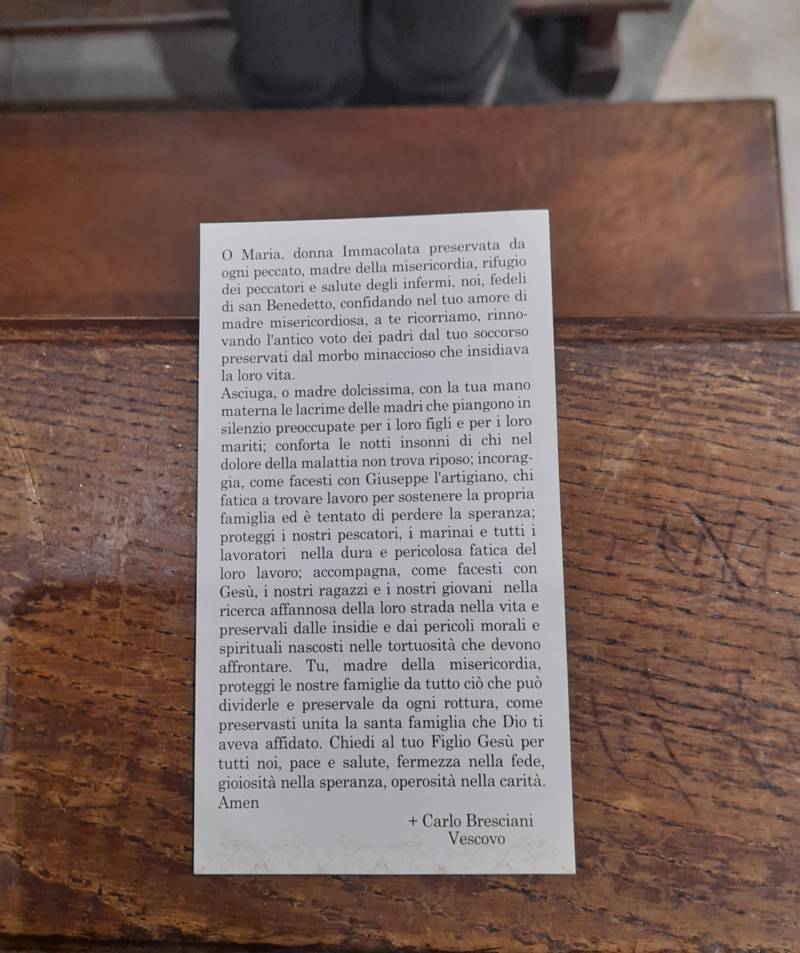 O Maria, donna Immacolata preservata da
ogni peccato, madre della misericordia, rifugio
dei peccatori e salute degli infermi, noi, fedeli
di san Benedetto, confidando nel tuo amore di
madre misericordiosa, a te ricorriamo, rinno-
vando l'antico voto dei padri dal tuo soccorso
preservati dal morbo minaccioso che insidiava
la loro vita.
Asciuga, o madre dolcissima, con la tua mano
materna le lacrime delle madri che piangono in
silenzio preoccupate per i loro figli e per i loro
mariti; conforta le notti insonni di chi nel
dolore della malattia non trova riposo; incorag-
gia, come facesti con Giuseppe l'artigiano, chi
fatica a trovare lavoro per sostenere la propria
famiglia ed è tentato di perdere la speranza;
proteggi i nostri pescatori, i marinai e tutti i
lavoratori nella dura e pericolosa fatica del
loro lavoro; accompagna, come facesti con
Gesù, i nostri ragazzi e i nostri giovani nella
ricerca affannosa della loro strada nella vita e
preservali dalle insidie e dai pericoli morali e
spirituali nascosti nelle tortuosità che devono
affrontare. Tu, madre della misericordia,
proteggi le nostre famiglie da tutto ciò che può
dividerle e preservale da ogni rottura, come
preservasti unita la santa famiglia che Dio ti
aveva affidato. Chiedi al tuo Figlio Gesù per
tutti noi, pace e salute, fermezza nella fede,
gioiosità nella speranza, operosità nella carità.
Amen
+ Carlo Bresciani
Vescovo